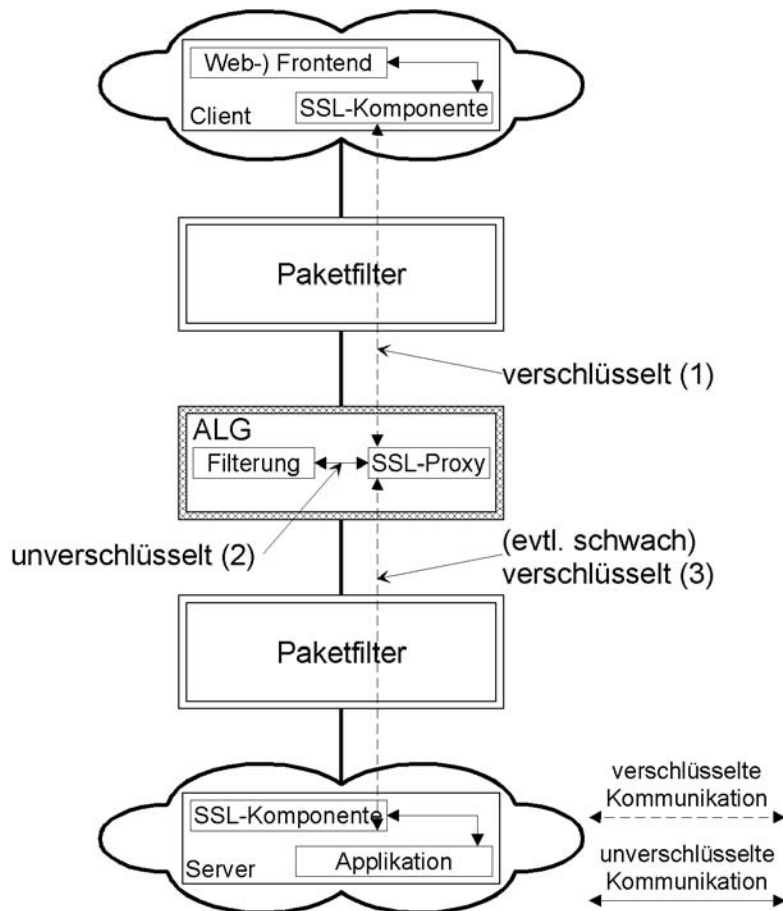 Web-) Frontend
SSL-Komponente
Client
Paketfilter
verschlüsselt (1)
ALG
Filterung
SSL-Proxy
unverschlüsselt (2)
(evtl. schwach)
verschlüsselt (3)
Paketfilter
SSL-Komponente
Applikation
Server
verschlüsselte
Kommunikation
unverschlüsselte
Kommunikation